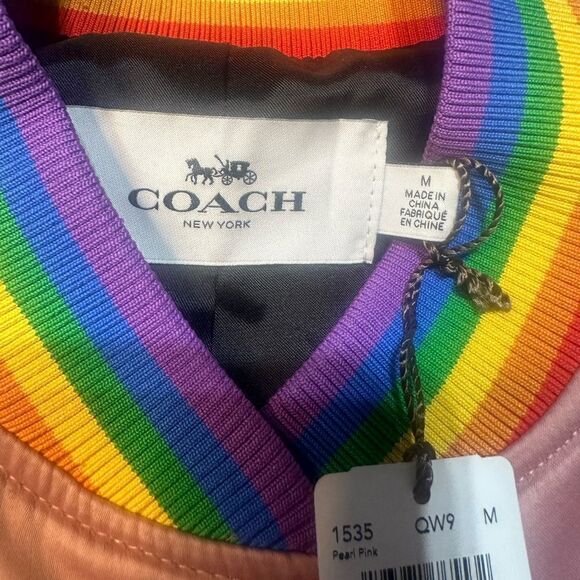 COACH
NEW YORK
M
MADE IN
CHINA
FABRIQUÉ
EN CHINE
1535 QW9 M
Pearl Pink